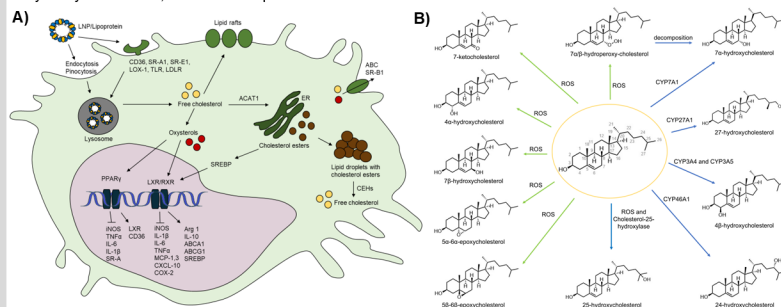 A)
LNP/Lipoprotein
Endocytosis
Pinocytosis
CD36, SR-A1, SR-E1,
LOX-1, TLR, LDLR
Lipid rafts
ABC
SR-B1
Lysosome
Free cholesterol
ACAT1
ER
Oxysterols
Cholesterol esters
SREBP
Lipid droplets with
cholesterol esters
CEHs
Free cholesterol
PPARγ
LXR/RXR
iNOS
TNFα
IL-6
IL-1β
SR-A
LXR
CD36
iNOS
IL-1β
IL-6
TNFα
MCP-1,3
CXCL-10
COX-2
Arg 1
IL-10
ABCA1
ABCG1
SREBP
B)
7-ketocholesterol
7α/β-hydroperoxy-cholesterol
decomposition
7α-hydroxycholesterol
ROS
ROS
CYP7A1
4α-hydroxycholesterol
ROS
CYP27A1
27-hydroxycholesterol
7β-hydroxycholesterol
ROS
CYP3A4 and CYP3A5
4β-hydroxycholesterol
5α-6α-epoxycholesterol
ROS
ROS
ROS and
Cholesterol-25-
hydroxylase
CYP46A1
5β-6β-epoxycholesterol
25-hydroxycholesterol
24-hydroxycholesterol